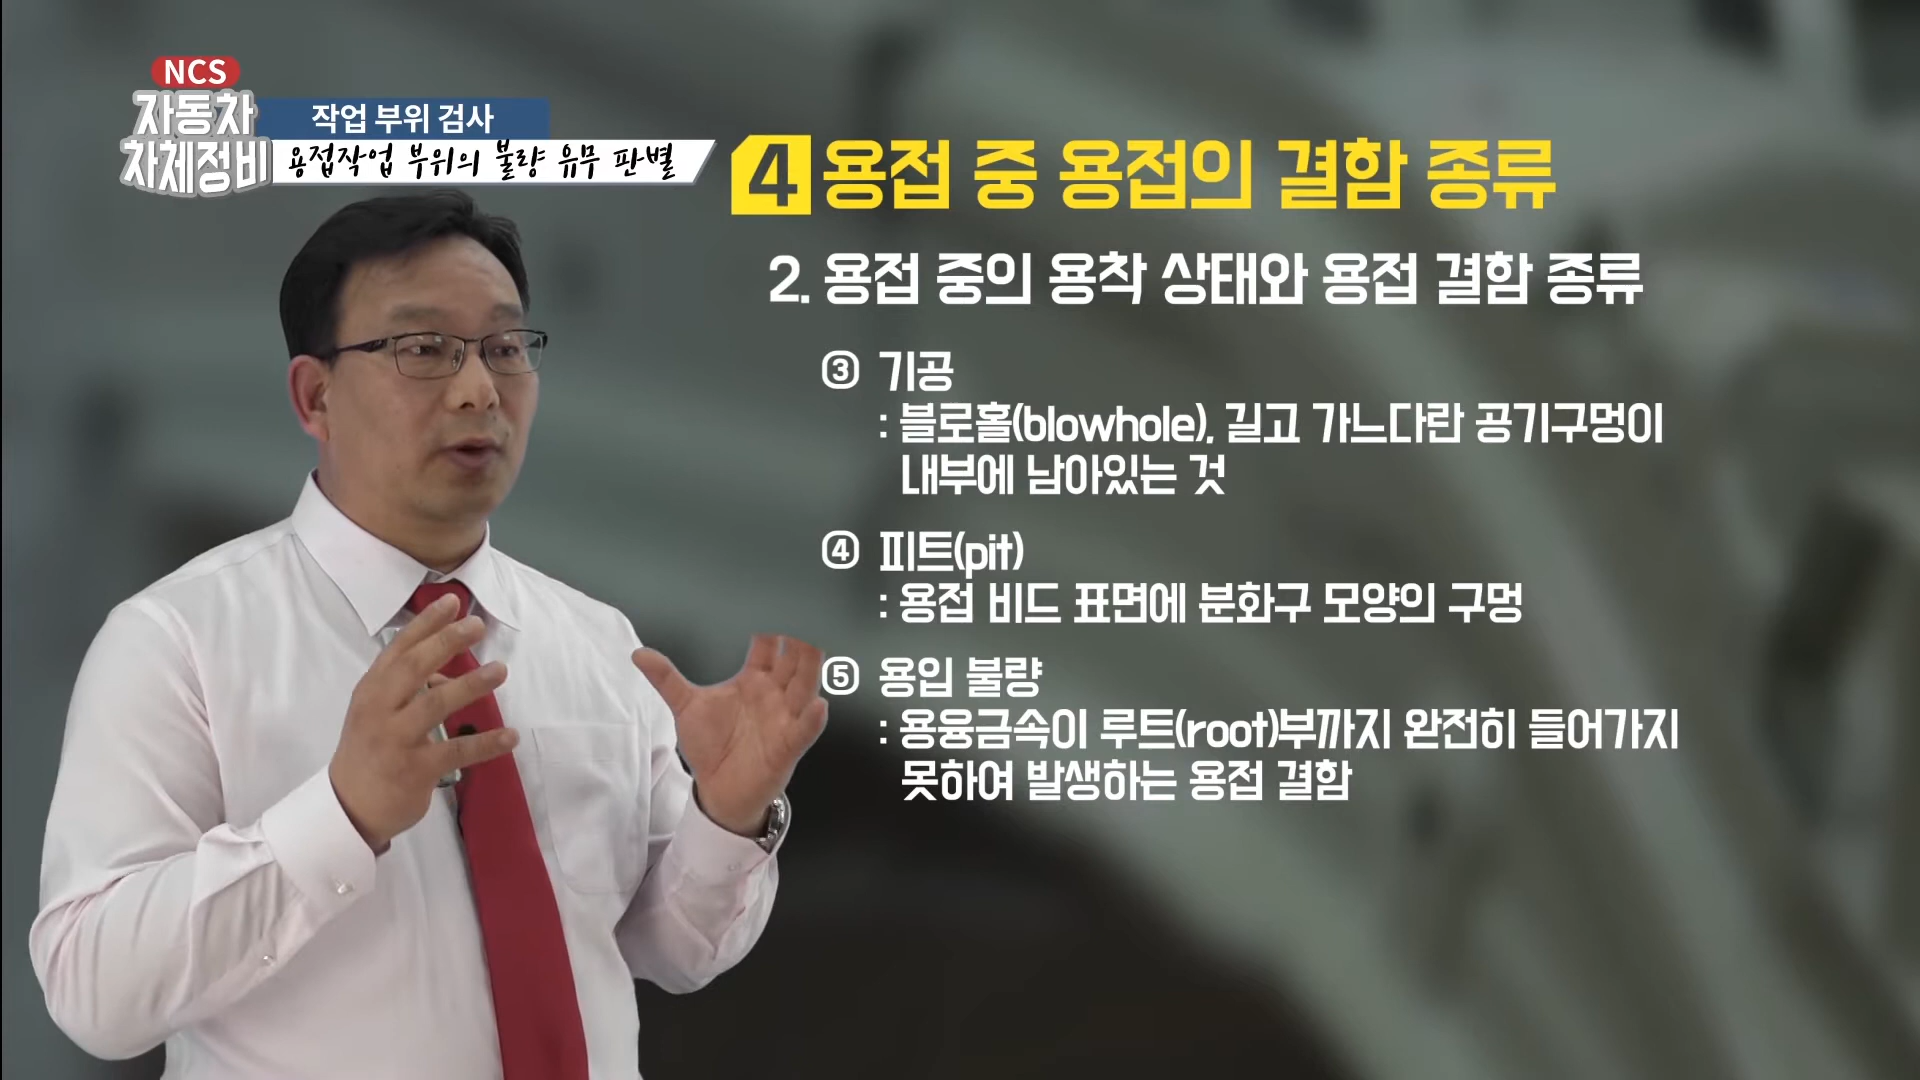 NCS
자동차
차체정비
작업 부위 검사
용접작업 부위의 불량 유무 판별
4 용접 중 용접의 결함 종류
2. 용접 중의 용착 상태와 용접 결함 종류
③ 기공
: 블로홀(blowhole), 길고 가느다란 공기구멍이
내부에 남아있는 것
④ 피트(pit)
: 용접 비드 표면에 분화구 모양의 구멍
⑤ 용입 불량
: 용융금속이 루트(root)부까지 완전히 들어가지
못하여 발생하는 용접 결함